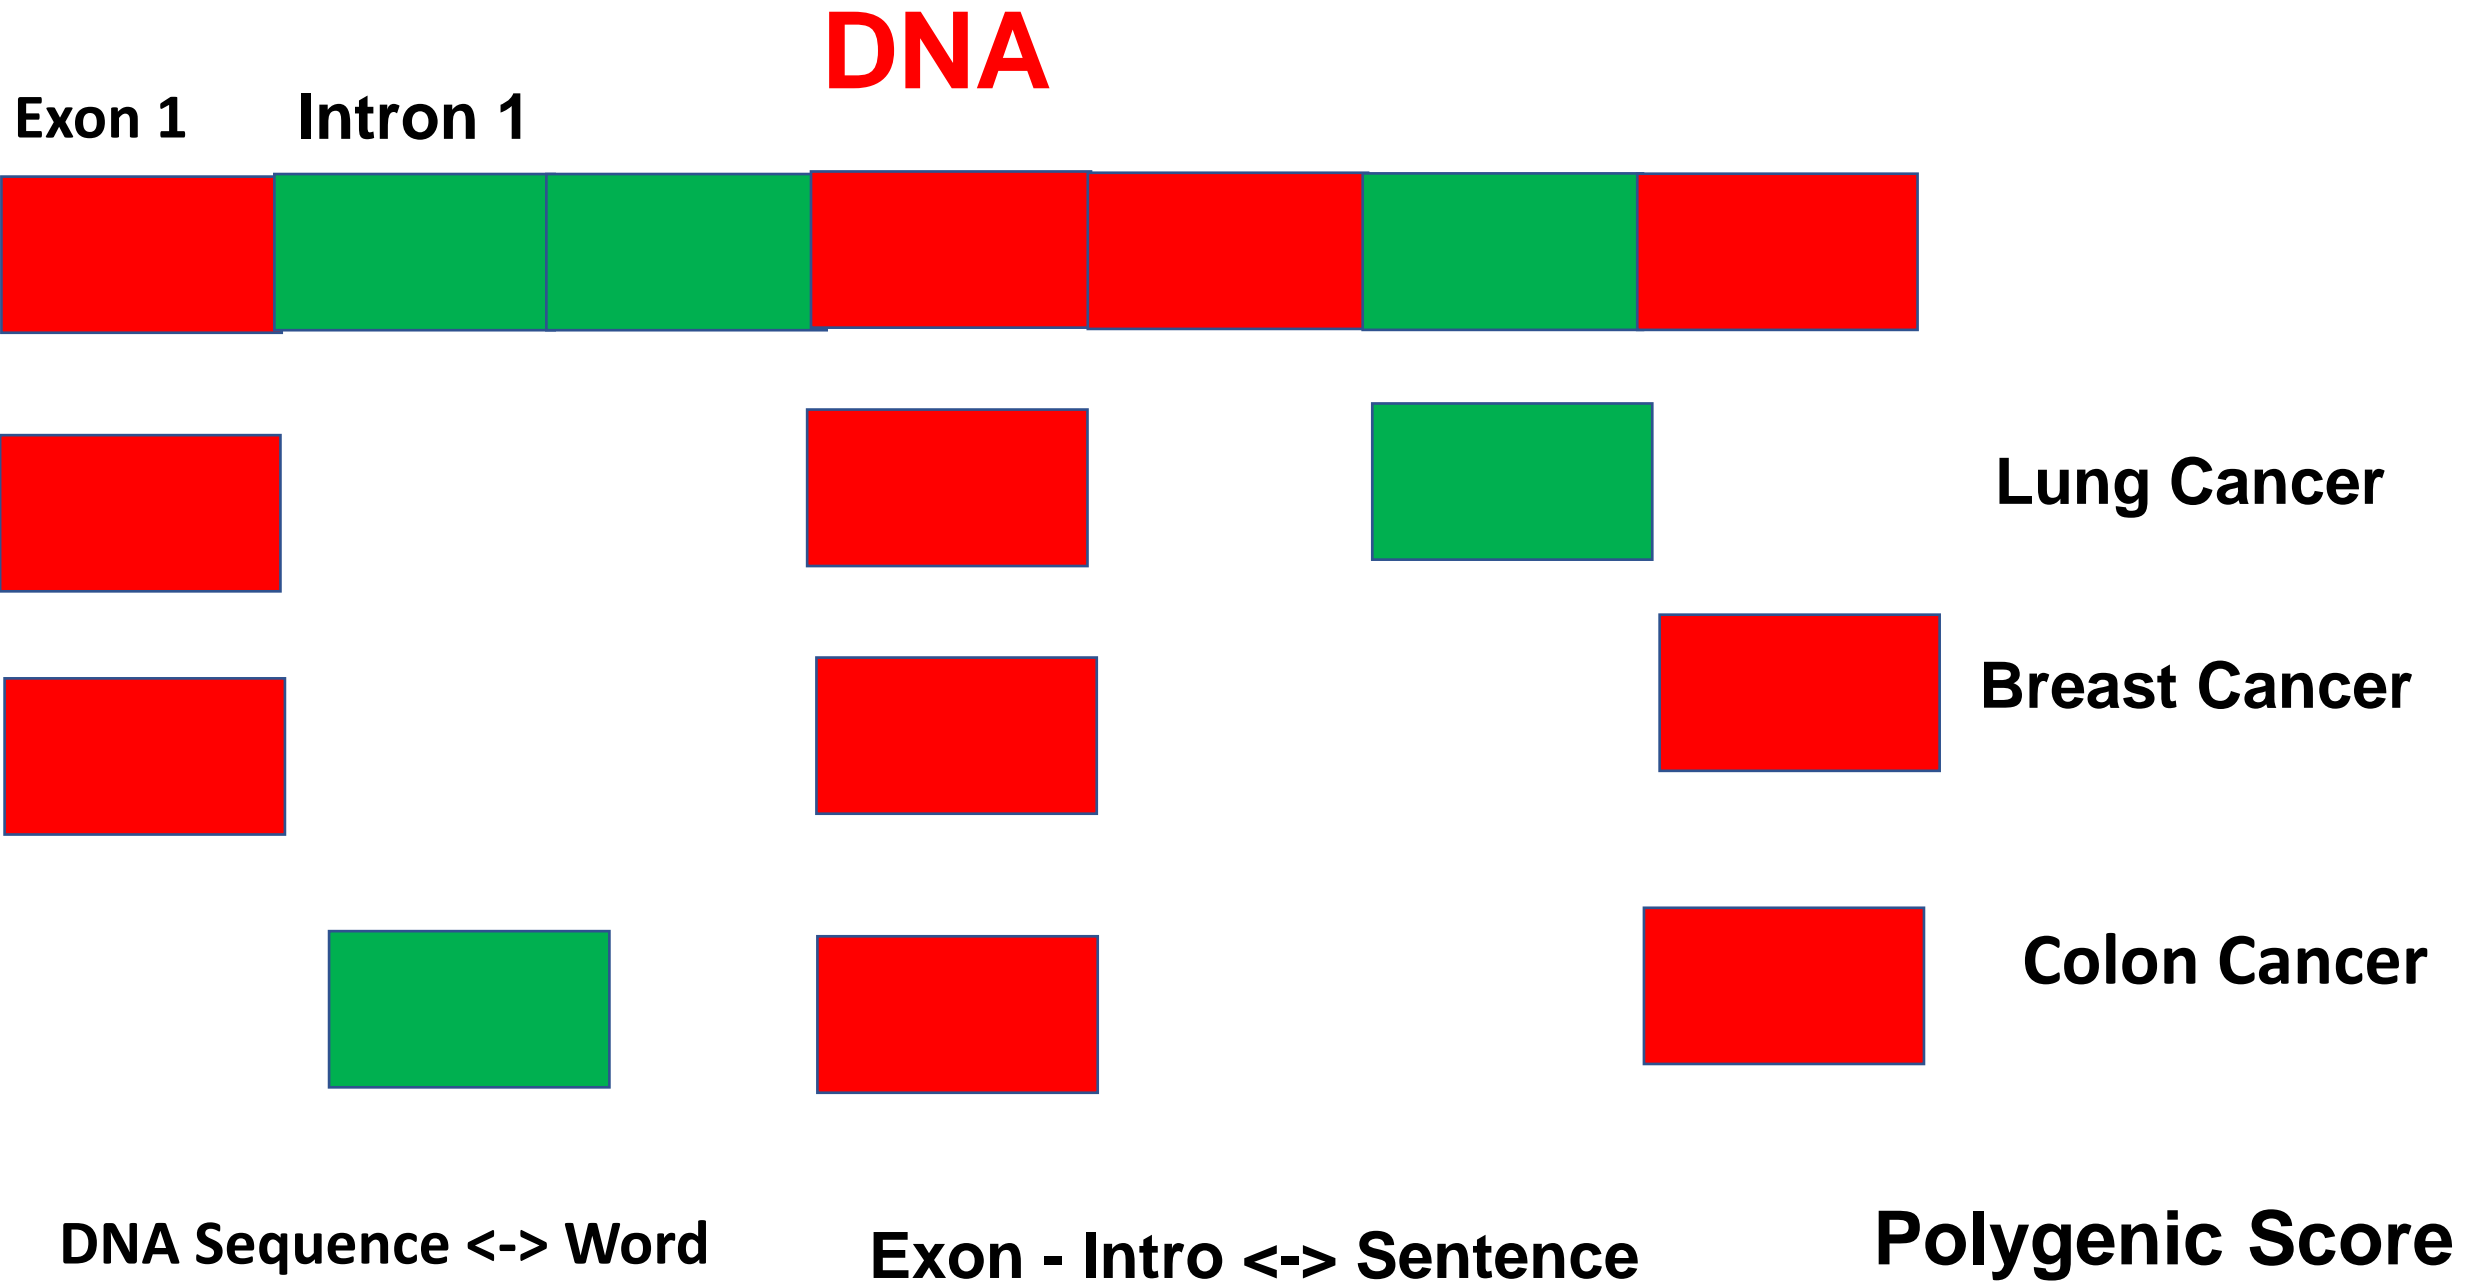 DNA
Exon 1
Intron 1
Lung Cancer
Breast Cancer
Colon Cancer
DNA Sequence <-> Word
Exon - Intro <-> Sentence
Polygenic Score